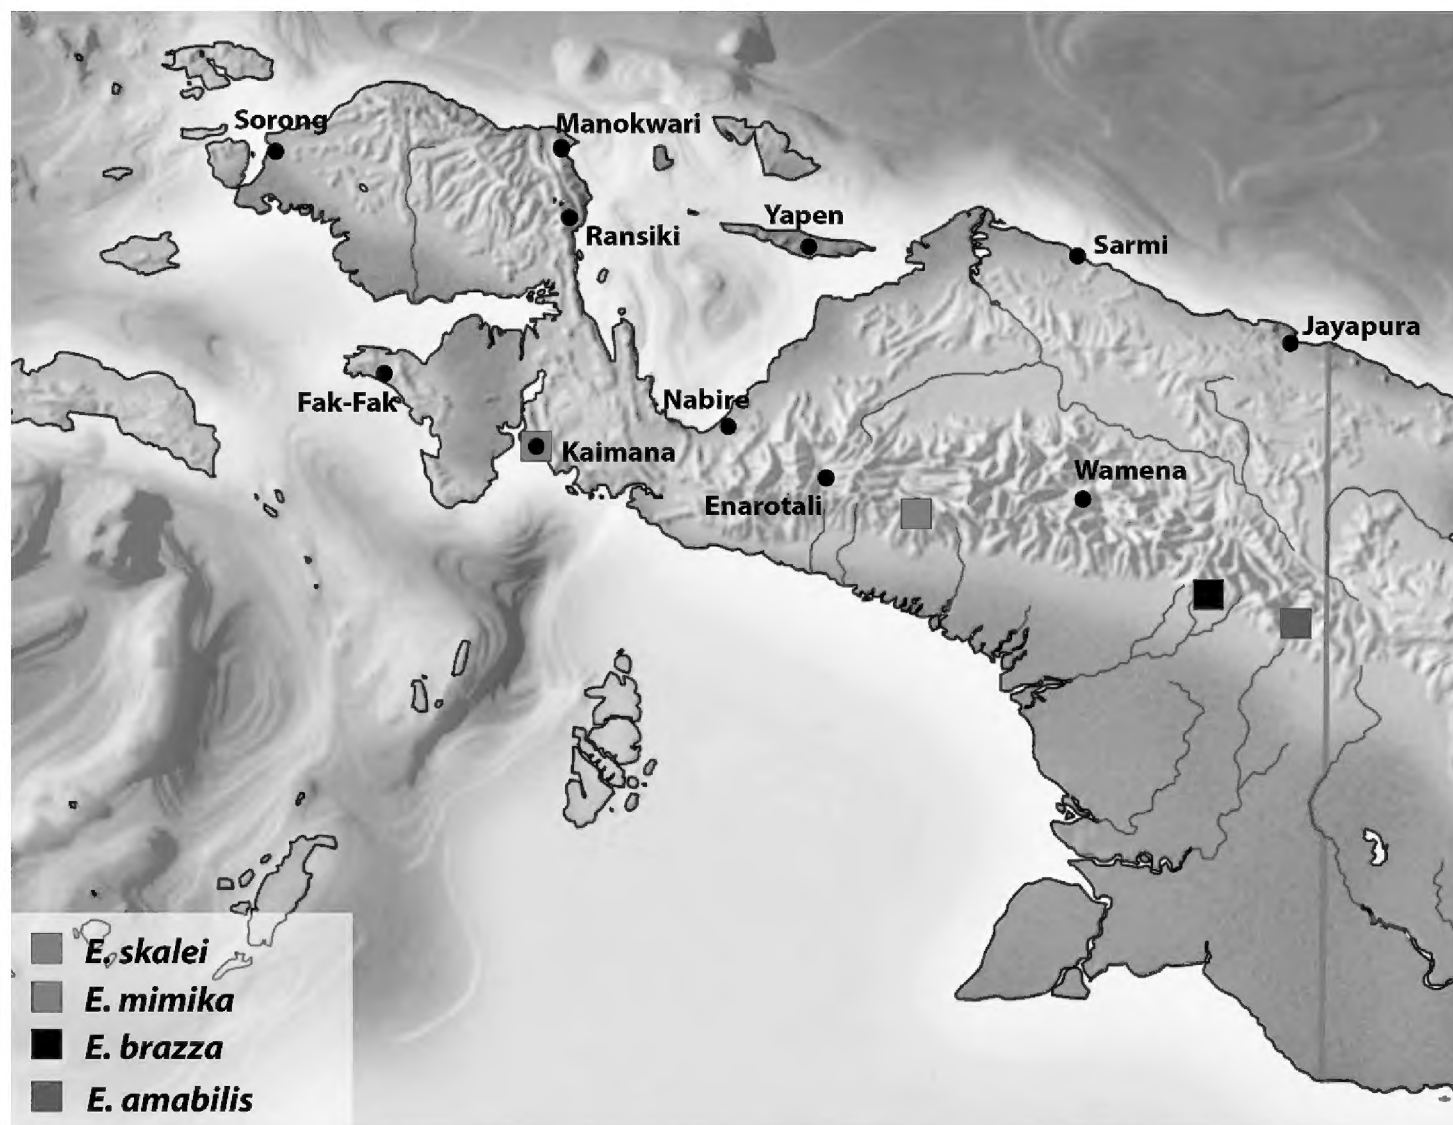 Sorong
Manokwari
Ransiki
Yapen
Sarmi
Jayapura
Fak-Fak
Nabire
Kaimana
Enarotali
Wamena
E. skalei
E. mimika
E. brazza
E. amabilis